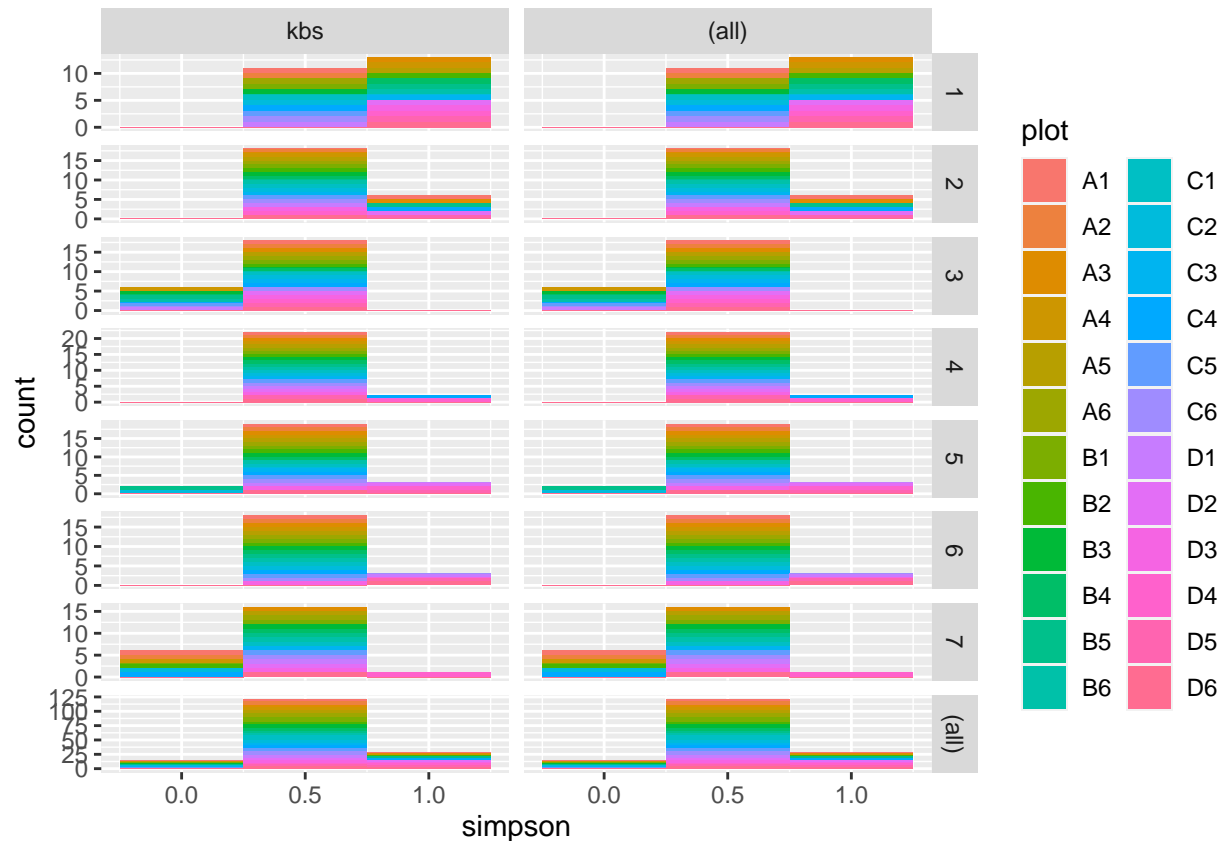 kbs (all)
10
5
0
1
15
10
5
0
2
15
10
5
0
3
20
15
10
5
0
4
15
10
5
0
5
15
10
5
0
6
15
10
5
0
7
125
100
75
50
25
0
(all)
0.0 0.5 1.0 0.0 0.5 1.0
simpson
count
plot
A1 C1
A2 C2
A3 C3
A4 C4
A5 C5
A6 C6
B1 D1
B2 D2
B3 D3
B4 D4
B5 D5
B6 D6